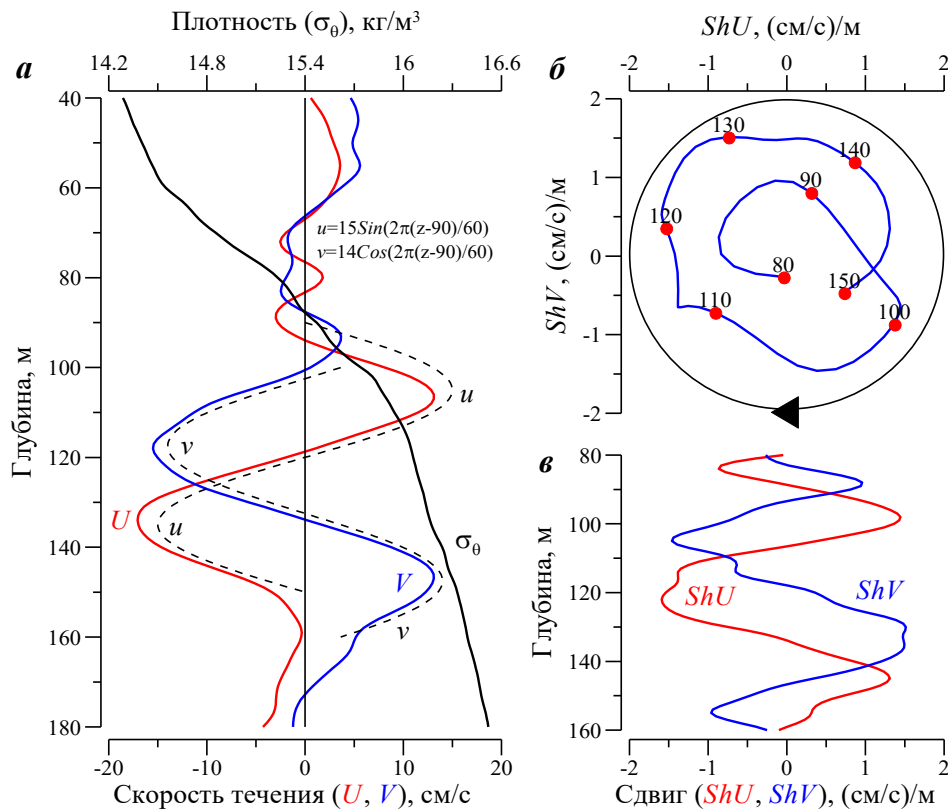 Плотность (σθ), кг/м³
14.2 14.8 15.4 16 16.6
а
40
60
80
100
120
140
160
180
Глубина, м
u=15Sin(2π(z-90)/60)
v=14Cos(2π(z-90)/60)
u
v
U
u
V
v
σθ
-20 -10 0 10 20
Скорость течения (U, V), см/с
ShU, (см/с)/м
-2 -1 0 1 2
б
2
1
0
-1
-2
ShV, (см/с)/м
130
140
90
120
80
150
110
100
в
80
100
120
140
160
Глубина, м
ShU
ShV
-2 -1 0 1 2
Сдвиг (ShU, ShV), (см/с)/м